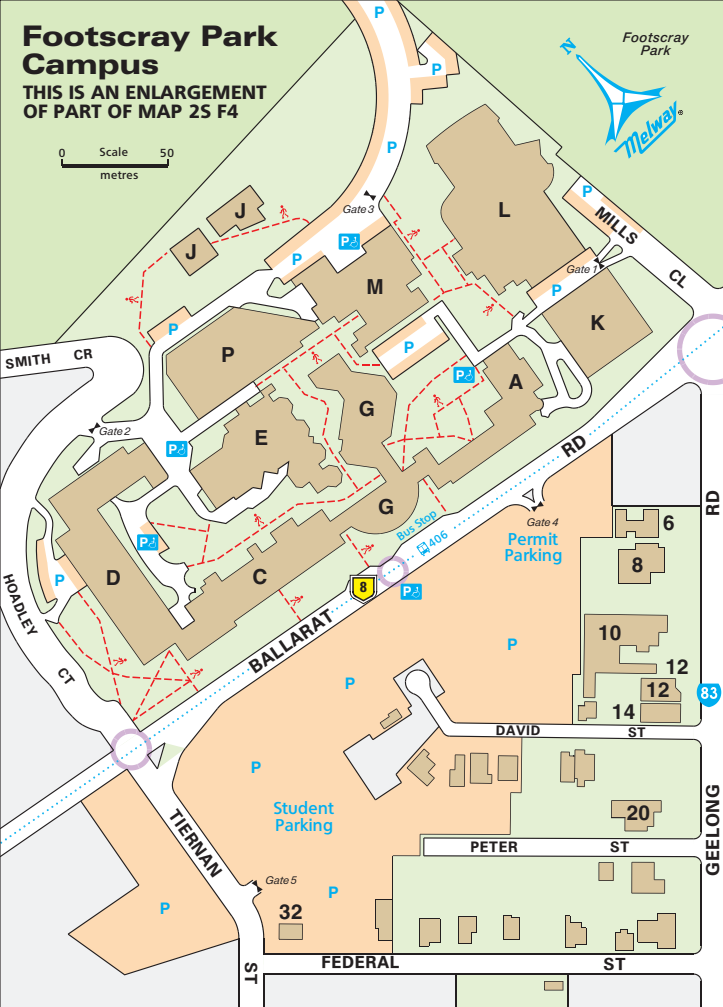 Footscray Park
Campus
THIS IS AN ENLARGEMENT
OF PART OF MAP 2S F4
0 Scale 50
metres
P
P
P
N
Footscray
Park
Melway
®
P
MILLS
CL
Gate 1
P
L
J
J
Gate 3
P
P
M
K
P
P
P
P
A
SMITH CR
G
E
Gate 2
P
G
RD
RD
Bus Stop
406
Gate 4
Permit
Parking
6
8
P
D
C
P
8
P
HOADLEY
CT
BALLARAT
P
P
10
12
12
14
83
DAVID ST
P
Student
Parking
TIERNAN
ST
20
PETER ST
GEELONG
Gate 5
P
P
32
FEDERAL ST